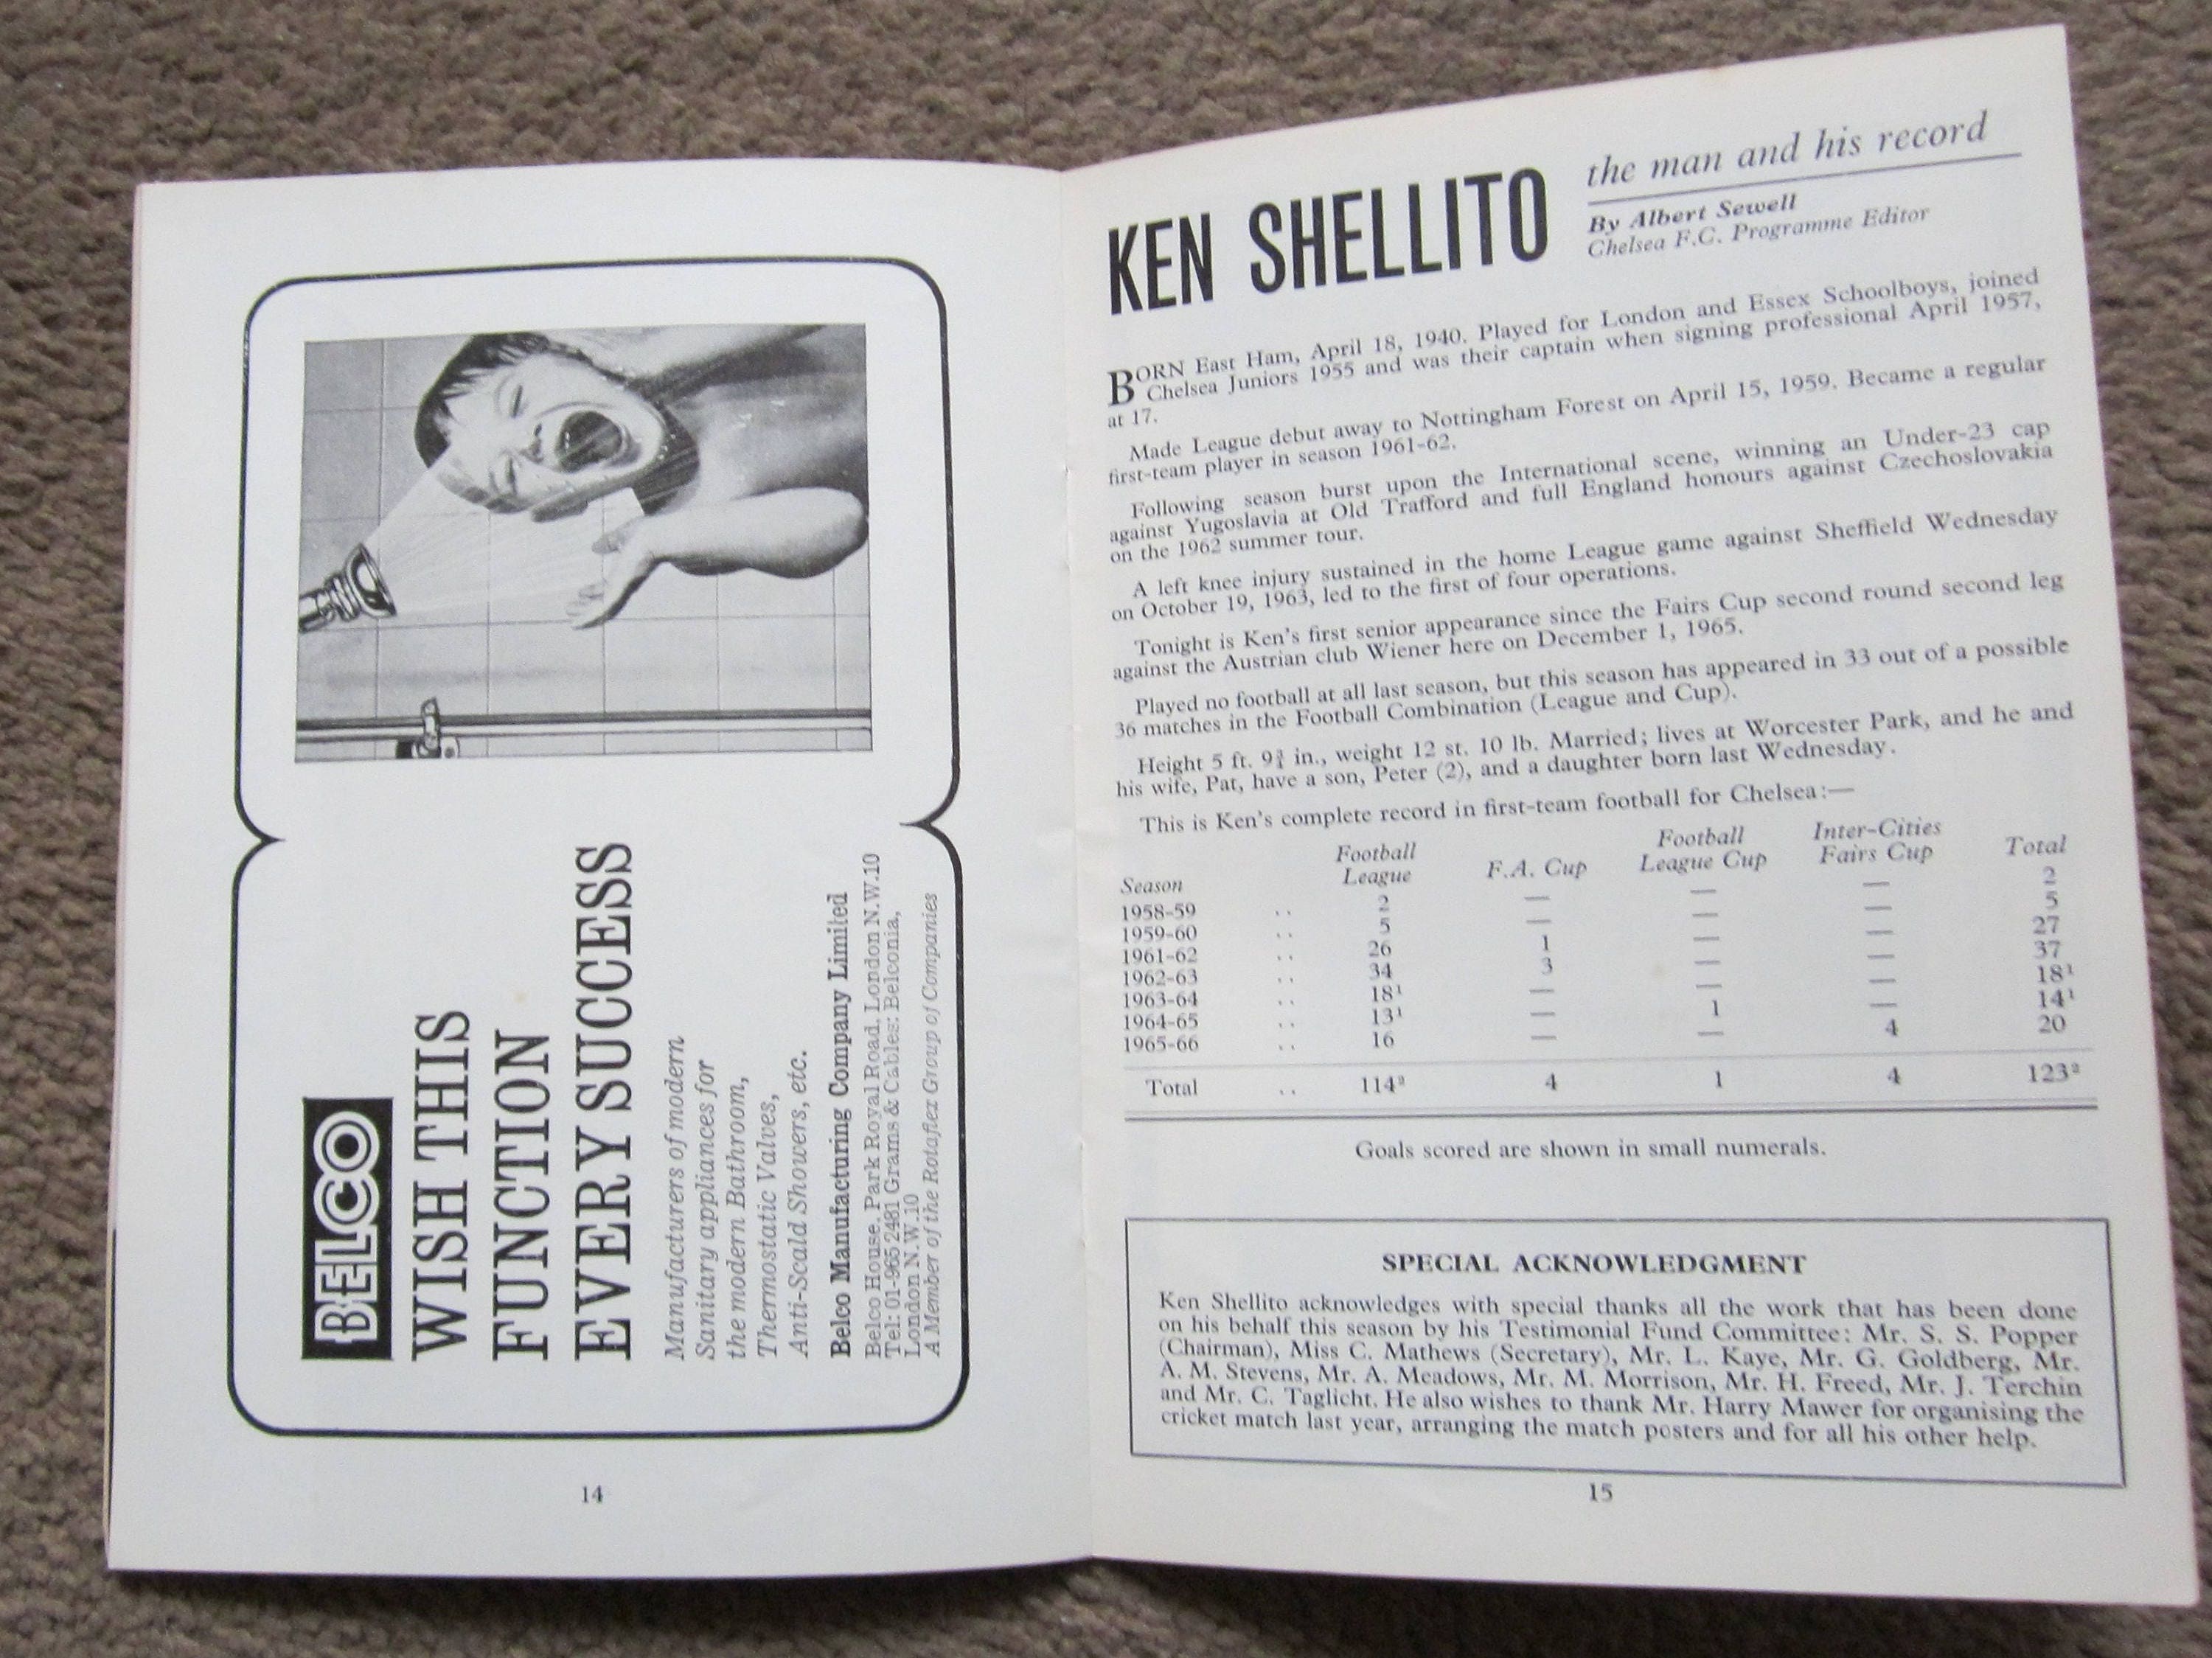 BELCO
WISH THIS
FUNCTION
EVERY SUCCESS
Manufacturers of modern
Sanitary appliances for
the modern Bathroom,
Thermostatic Valves,
Anti-Scald Showers, etc.
Belco Manufacturing Company Limited
Belco House, Park Royal Road, London N.W.10
Tel: 01-965 2481 Grams & Cables: Belconia,
London N.W.10
A Member of the Rotaflex Group of Companies
14
KEN SHELLITO
the man and his record
By Albert Sewell
Chelsea F.C. Programme Editor
BORN East Ham, April 18, 1940. Played for London and Essex Schoolboys, joined
Chelsea Juniors 1955 and was their captain when signing professional April 1957,
at 17.
Made League debut away to Nottingham Forest on April 15, 1959. Became a regular
first-team player in season 1961-62.
Following season burst upon the International scene, winning an Under-23 cap
against Yugoslavia at Old Trafford and full England honours against Czechoslovakia
on the 1962 summer tour.
A left knee injury sustained in the home League game against Sheffield Wednesday
on October 19, 1963, led to the first of four operations.
Tonight is Ken's first senior appearance since the Fairs Cup second round second leg
against the Austrian club Wiener here on December 1, 1965.
Played no football at all last season, but this season has appeared in 33 out of a possible
36 matches in the Football Combination (League and Cup).
Height 5 ft. 9¾ in., weight 12 st. 10 lb. Married; lives at Worcester Park, and he and
his wife, Pat, have a son, Peter (2), and a daughter born last Wednesday.
This is Ken's complete record in first-team football for Chelsea:—
Football Football Inter-Cities
Season League F.A. Cup League Cup Fairs Cup Total
1958-59 .. 2 — — — 2
1959-60 .. 5 — — — 5
1961-62 .. 26 1 — — 27
1962-63 .. 34 3 — — 37
1963-64 .. 18¹ — — — 18¹
1964-65 .. 13¹ — 1 — 14¹
1965-66 .. 16 — — 4 20
Total .. 114² 4 1 4 123²
Goals scored are shown in small numerals.
SPECIAL ACKNOWLEDGMENT
Ken Shellito acknowledges with special thanks all the work that has been done
on his behalf this season by his Testimonial Fund Committee: Mr. S. S. Popper
(Chairman), Miss C. Mathews (Secretary), Mr. L. Kaye, Mr. G. Goldberg, Mr.
A. M. Stevens, Mr. A. Meadows, Mr. M. Morrison, Mr. H. Freed, Mr. J. Terchin
and Mr. C. Taglicht. He also wishes to thank Mr. Harry Mawer for organising the
cricket match last year, arranging the match posters and for all his other help.
15